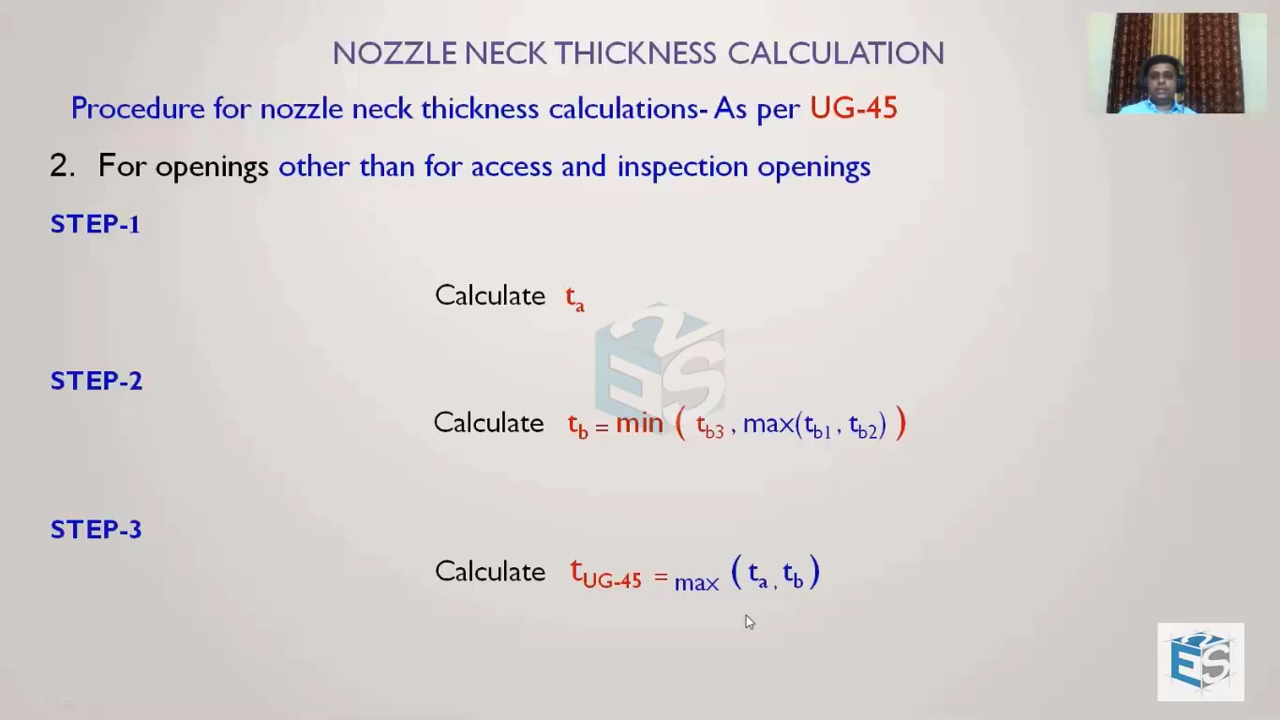 NOZZLE NECK THICKNESS CALCULATION
Procedure for nozzle neck thickness calculations- As per UG-45
2. For openings other than for access and inspection openings
STEP-1
Calculate ta
STEP-2
Calculate tb = min ( tb3 , max(tb1 , tb2) )
STEP-3
Calculate tUG-45 = max ( ta , tb )
E2S
E2S